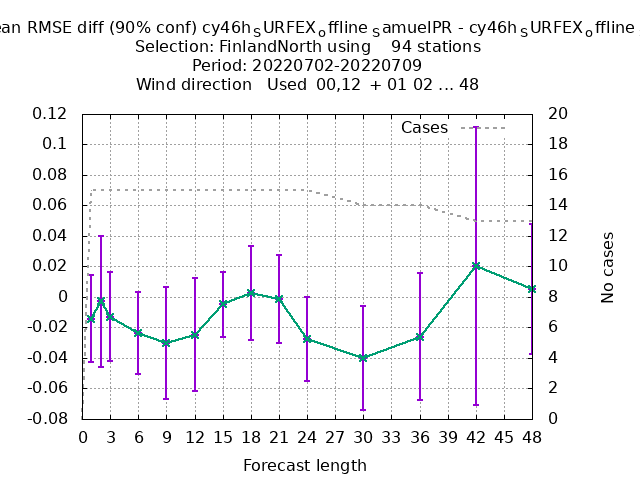 ean RMSE diff (90% conf) cy46h_SURFEX_offline_SamuelPR - cy46h_SURFEX_offline
Selection: FinlandNorth using 94 stations
Period: 20220702-20220709
Wind direction Used 00,12 + 01 02 ... 48
Cases
0.12
0.1
0.08
0.06
0.04
0.02
0
-0.02
-0.04
-0.06
-0.08
20
18
16
14
12
10
8
6
4
2
0
No cases
0 3 6 9 12 15 18 21 24 27 30 33 36 39 42 45 48
Forecast length